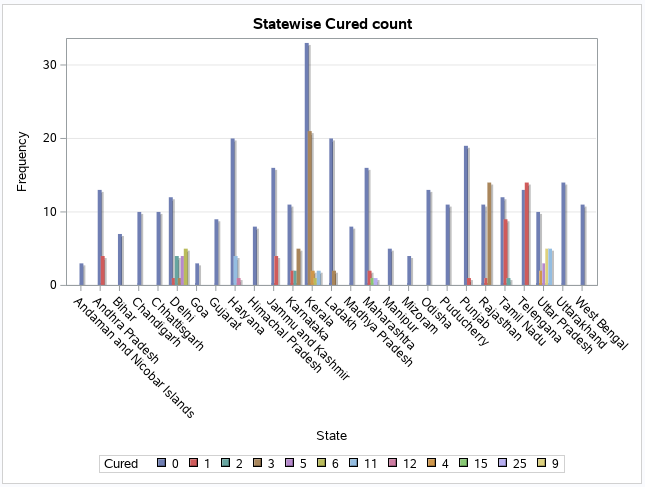 Statewise Cured count
Frequency
30
20
10
0
Andaman and Nicobar Islands
Andhra Pradesh
Bihar
Chandigarh
Chhattisgarh
Delhi
Goa
Gujarat
Haryana
Himachal Pradesh
Jammu and Kashmir
Karnataka
Kerala
Ladakh
Madhya Pradesh
Maharashtra
Manipur
Mizoram
Odisha
Puducherry
Punjab
Rajasthan
Tamil Nadu
Telengana
Uttar Pradesh
Uttarakhand
West Bengal
State
Cured 0 1 2 3 5 6 11 12 4 15 25 9